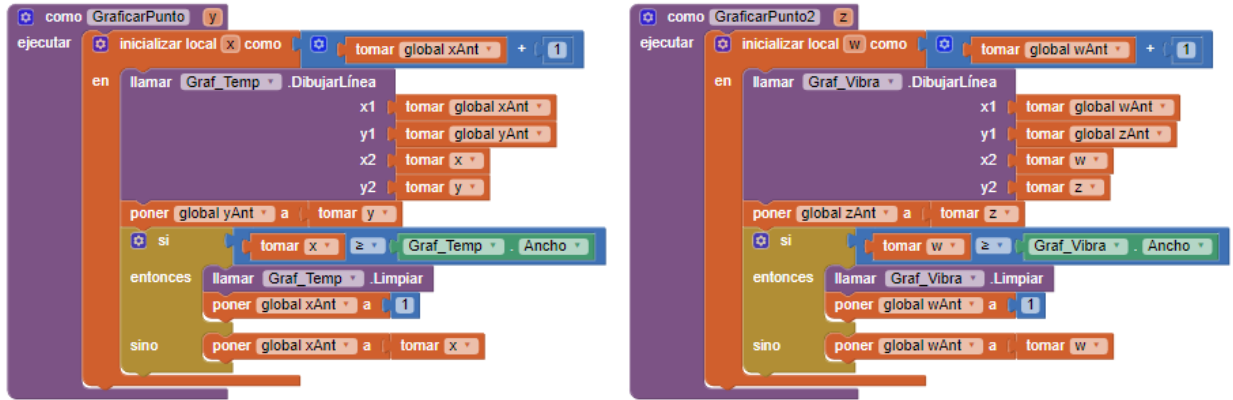 como GraficarPunto y
ejecutar inicializar local x como tomar global xAnt + 1
en llamar Graf_Temp .DibujarLínea
x1 tomar global xAnt
y1 tomar global yAnt
x2 tomar x
y2 tomar y
poner global yAnt a tomar y
si tomar x ≥ Graf_Temp . Ancho
entonces llamar Graf_Temp .Limpiar
poner global xAnt a 1
sino poner global xAnt a tomar x
como GraficarPunto2 z
ejecutar inicializar local w como tomar global wAnt + 1
en llamar Graf_Vibra .DibujarLínea
x1 tomar global wAnt
y1 tomar global zAnt
x2 tomar w
y2 tomar z
poner global zAnt a tomar z
si tomar w ≥ Graf_Vibra . Ancho
entonces llamar Graf_Vibra .Limpiar
poner global wAnt a 1
sino poner global wAnt a tomar w